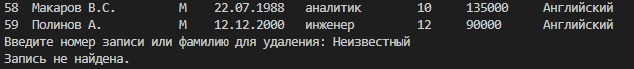 58 Макаров В.С. М 22.07.1988 аналитик 10 135000 Английский
59 Полинов А. М 12.12.2000 инженер 12 90000 Английский
Введите номер записи или фамилию для удаления: Неизвестный
Запись не найдена.